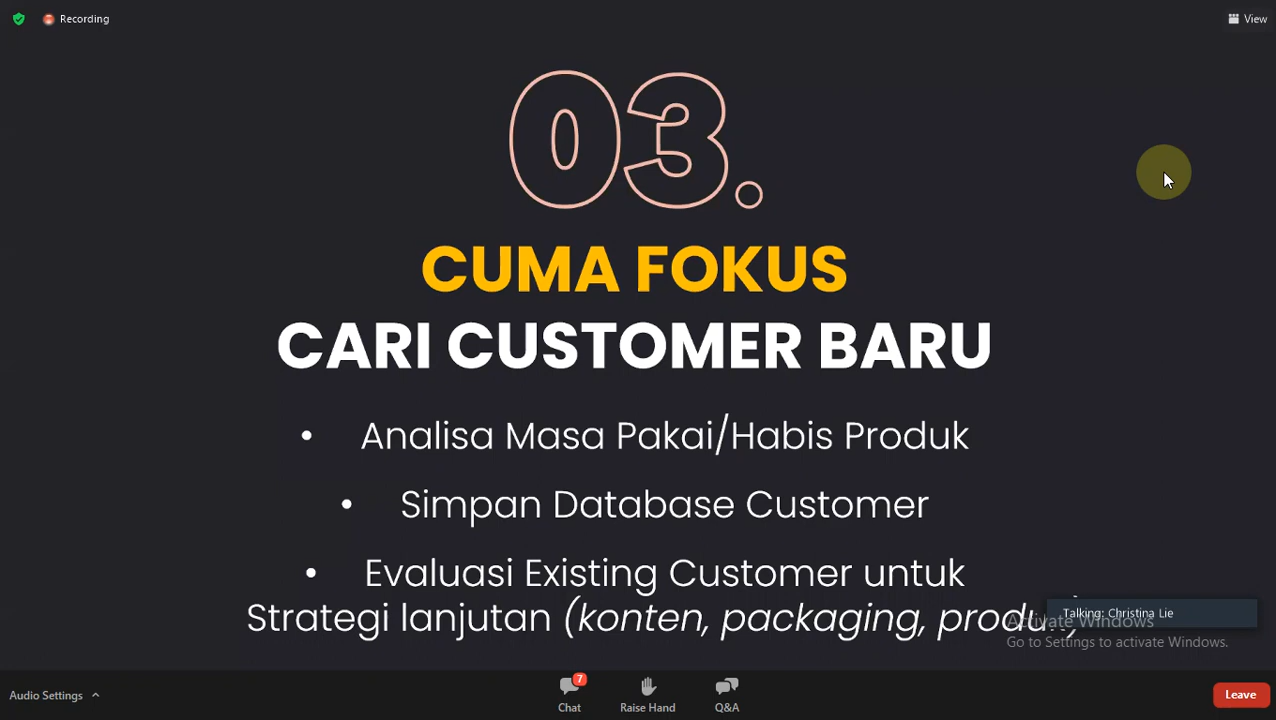 Recording
View
03.
CUMA FOKUS
CARI CUSTOMER BARU
• Analisa Masa Pakai/Habis Produk
• Simpan Database Customer
• Evaluasi Existing Customer untuk
Strategi lanjutan (konten, packaging, produk)
Talking: Christina Lie
Activate Windows
Go to Settings to activate Windows.
Audio Settings
7
Chat
Raise Hand
Q&A
Leave